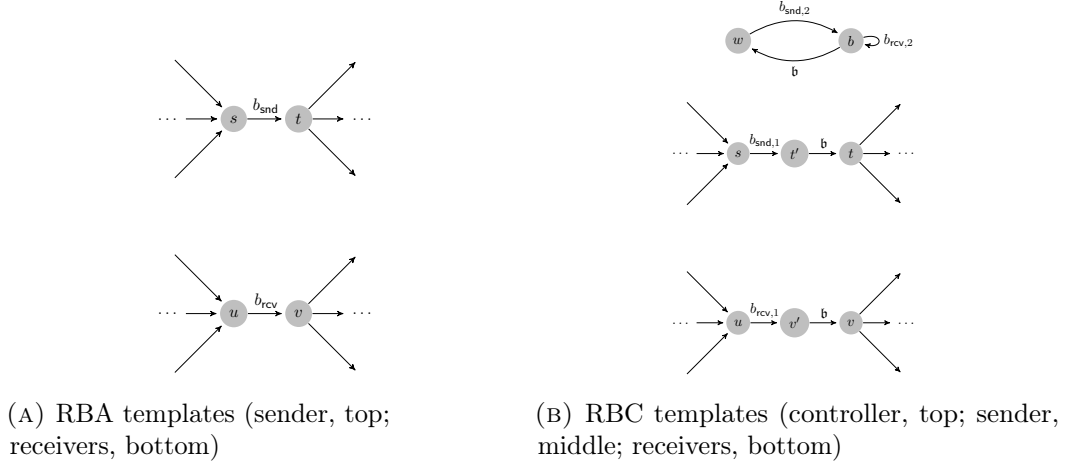 b_snd
s
t
...
...
b_rcv
u
v
...
...
(A) RBA templates (sender, top;
receivers, bottom)
b_snd,2
w
b
b_rcv,2
𝔟
b_snd,1
𝔟
s
t′
t
...
...
b_rcv,1
𝔟
u
v′
v
...
...
(B) RBC templates (controller, top; sender,
middle; receivers, bottom)